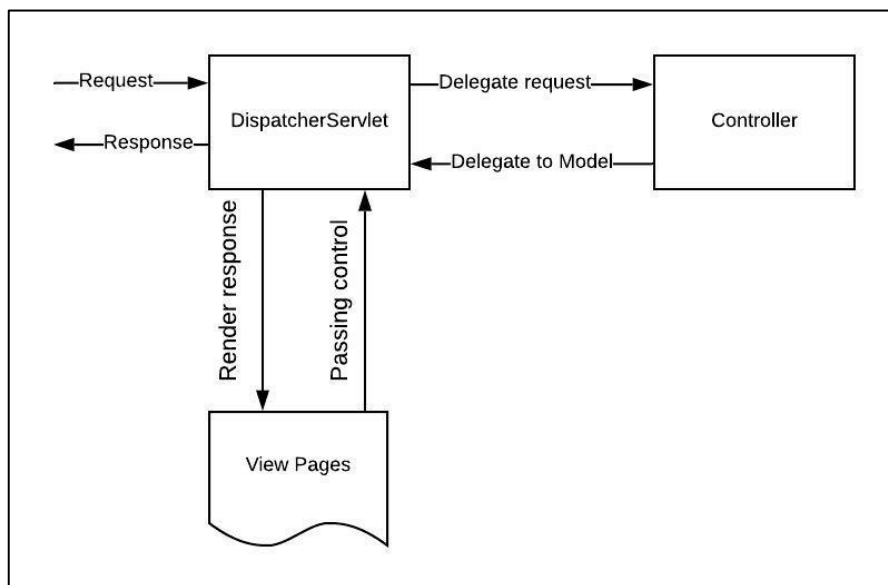 Request
Delegate request
DispatcherServlet
Controller
Response
Delegate to Model
Render response
Passing control
View Pages